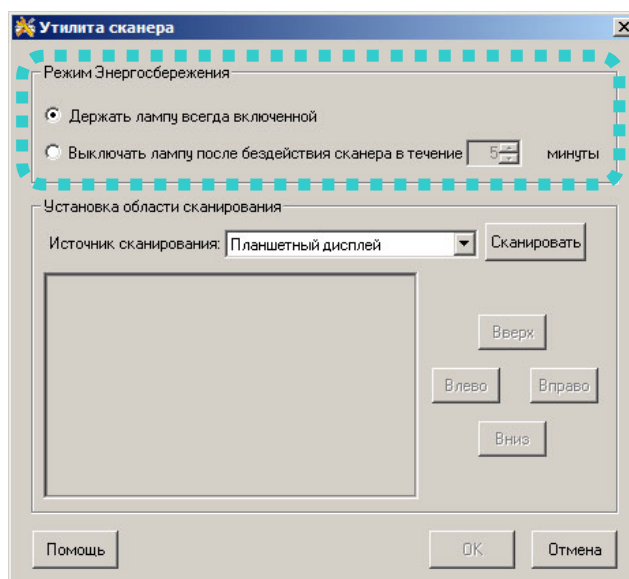 Утилита сканера
Режим Энергосбережения
Держать лампу всегда включенной
Выключать лампу после бездействия сканера в течение 5 минуты
Установка области сканирования
Источник сканирования: Планшетный дисплей Сканировать
Вверх
Влево Вправо
Вниз
Помощь OK Отмена